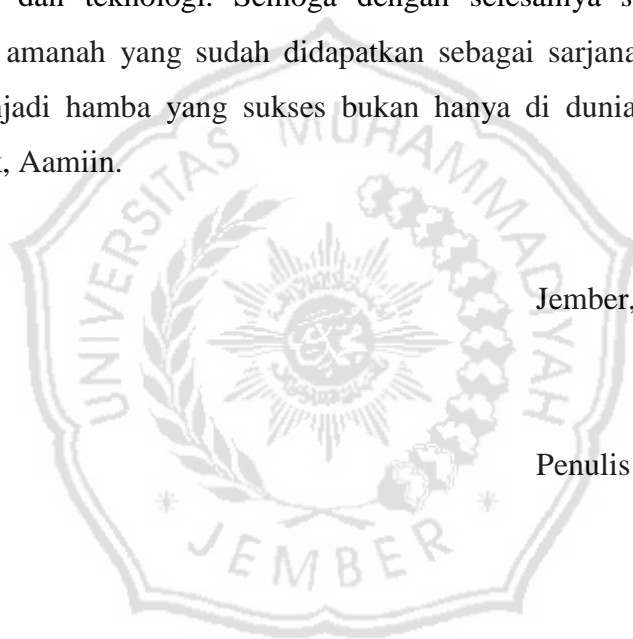 dan teknologi. Semoga dengan selesainya s
amanah yang sudah didapatkan sebagai sarjana
njadi hamba yang sukses bukan hanya di dunia
, Aamiin.
UNIVERSITAS MUHAMMADIYAH
Jember,
Penulis
* JEMBER *